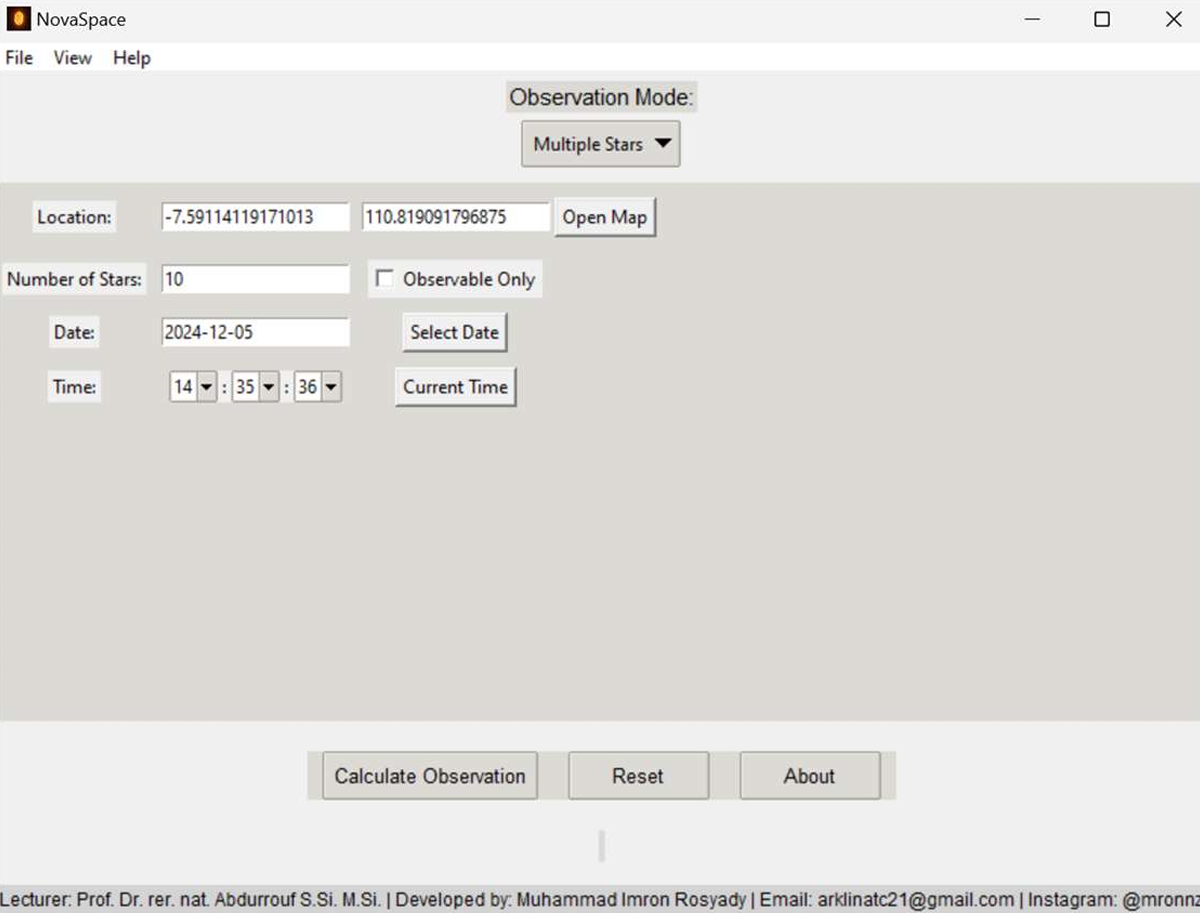 NovaSpace
File View Help
Observation Mode:
Multiple Stars
Location: -7.59114119171013 110.819091796875 Open Map
Number of Stars: 10 Observable Only
Date: 2024-12-05 Select Date
Time: 14 : 35 : 36 Current Time
Calculate Observation Reset About
Lecturer: Prof. Dr. rer. nat. Abdurrouf S.Si. M.Si. | Developed by: Muhammad Imron Rosyady | Email: arklinatc21@gmail.com | Instagram: